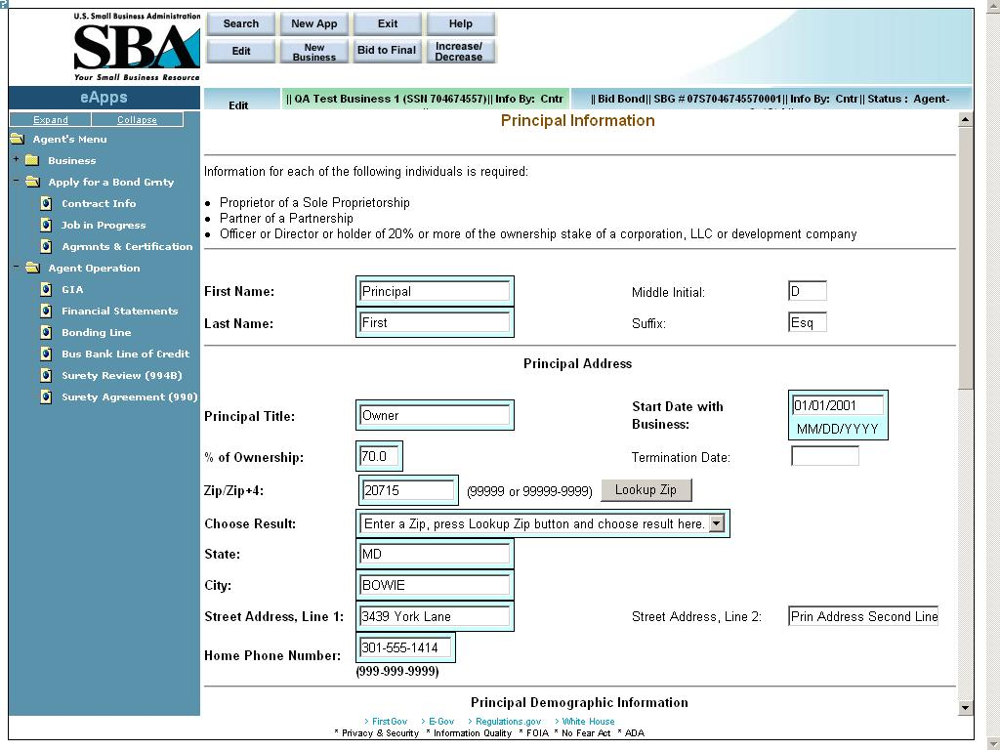 U.S. Small Business Administration
SBA
Your Small Business Resource
Search
New App
Exit
Help
Edit
New Business
Bid to Final
Increase/ Decrease
eApps
Edit
|| QA Test Business 1 (SSN 704674557)|| Info By: Cntr
|| Bid Bond|| SBG # 07S7046745570001|| Info By: Cntr|| Status : Agent-
Expand
Collapse
Agent's Menu
Business
Apply for a Bond Grnty
Contract Info
Job in Progress
Agrmnts & Certification
Agent Operation
GIA
Financial Statements
Bonding Line
Bus Bank Line of Credit
Surety Review (994B)
Surety Agreement (990)
Principal Information
Information for each of the following individuals is required:
• Proprietor of a Sole Proprietorship
• Partner of a Partnership
• Officer or Director or holder of 20% or more of the ownership stake of a corporation, LLC or development company
First Name: Principal Middle Initial: D
Last Name: First Suffix: Esq
Principal Address
Principal Title: Owner Start Date with Business: 01/01/2001
MM/DD/YYYY
% of Ownership: 70.0 Termination Date:
Zip/Zip+4: 20715 (99999 or 99999-9999) Lookup Zip
Choose Result: Enter a Zip, press Lookup Zip button and choose result here.
State: MD
City: BOWIE
Street Address, Line 1: 3439 York Lane Street Address, Line 2: Prin Address Second Line
Home Phone Number: 301-555-1414
(999-999-9999)
Principal Demographic Information
> FirstGov > E-Gov > Regulations.gov > White House
* Privacy & Security * Information Quality * FOIA * No Fear Act * ADA